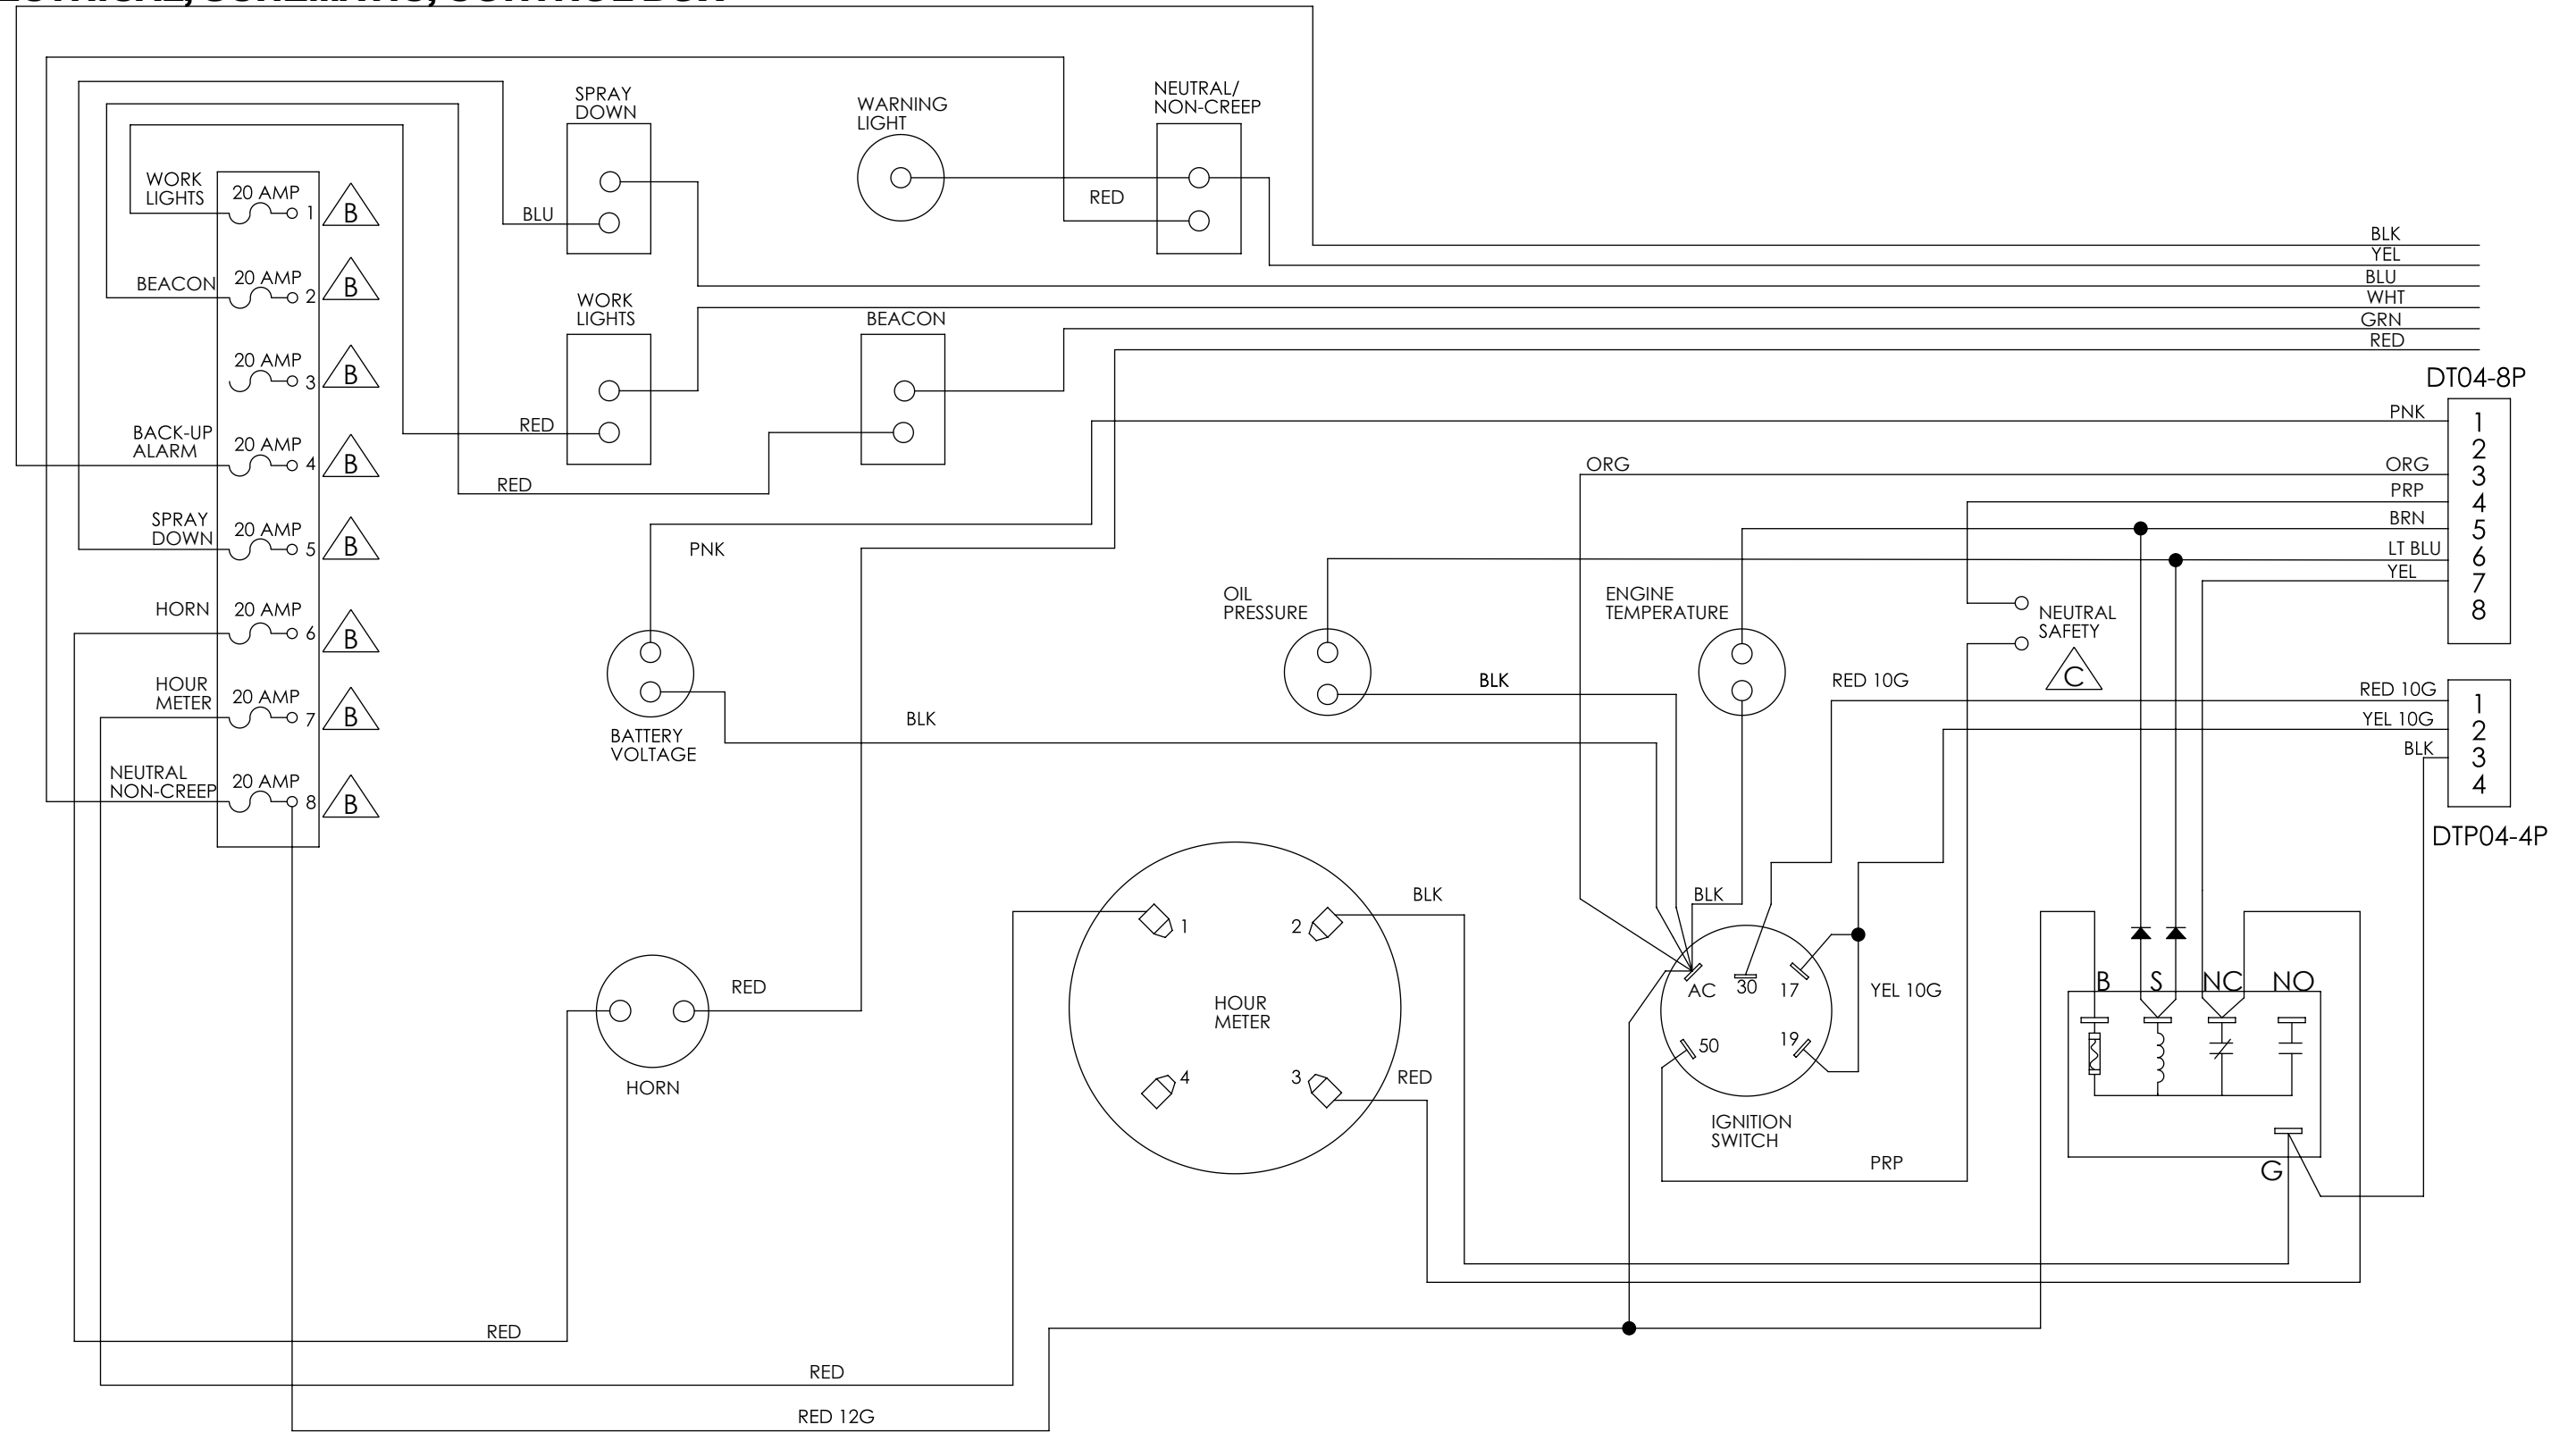 SPRAY
DOWN
WARNING
LIGHT
NEUTRAL/
NON-CREEP
WORK
LIGHTS
20 AMP
1
B
BLU
RED
BEACON
20 AMP
2
B
BLK
YEL
BLU
WHT
GRN
RED
WORK
LIGHTS
BEACON
20 AMP
3
B
RED
BACK-UP
ALARM
20 AMP
4
B
RED
SPRAY
DOWN
20 AMP
5
B
PNK
HORN
20 AMP
6
B
HOUR
METER
20 AMP
7
B
NEUTRAL
NON-CREEP
20 AMP
8
B
BATTERY
VOLTAGE
BLK
OIL
PRESSURE
BLK
ENGINE
TEMPERATURE
ORG
DT04-8P
PNK
ORG
PRP
BRN
LT BLU
YEL
1
2
3
4
5
6
7
8
NEUTRAL
SAFETY
C
RED 10G
RED 10G
YEL 10G
BLK
1
2
3
4
DTP04-4P
HORN
RED
1
2
BLK
HOUR
METER
4
3
RED
BLK
AC
30
17
YEL 10G
50
19
IGNITION
SWITCH
PRP
B
S
NC
NO
G
RED
RED
RED 12G